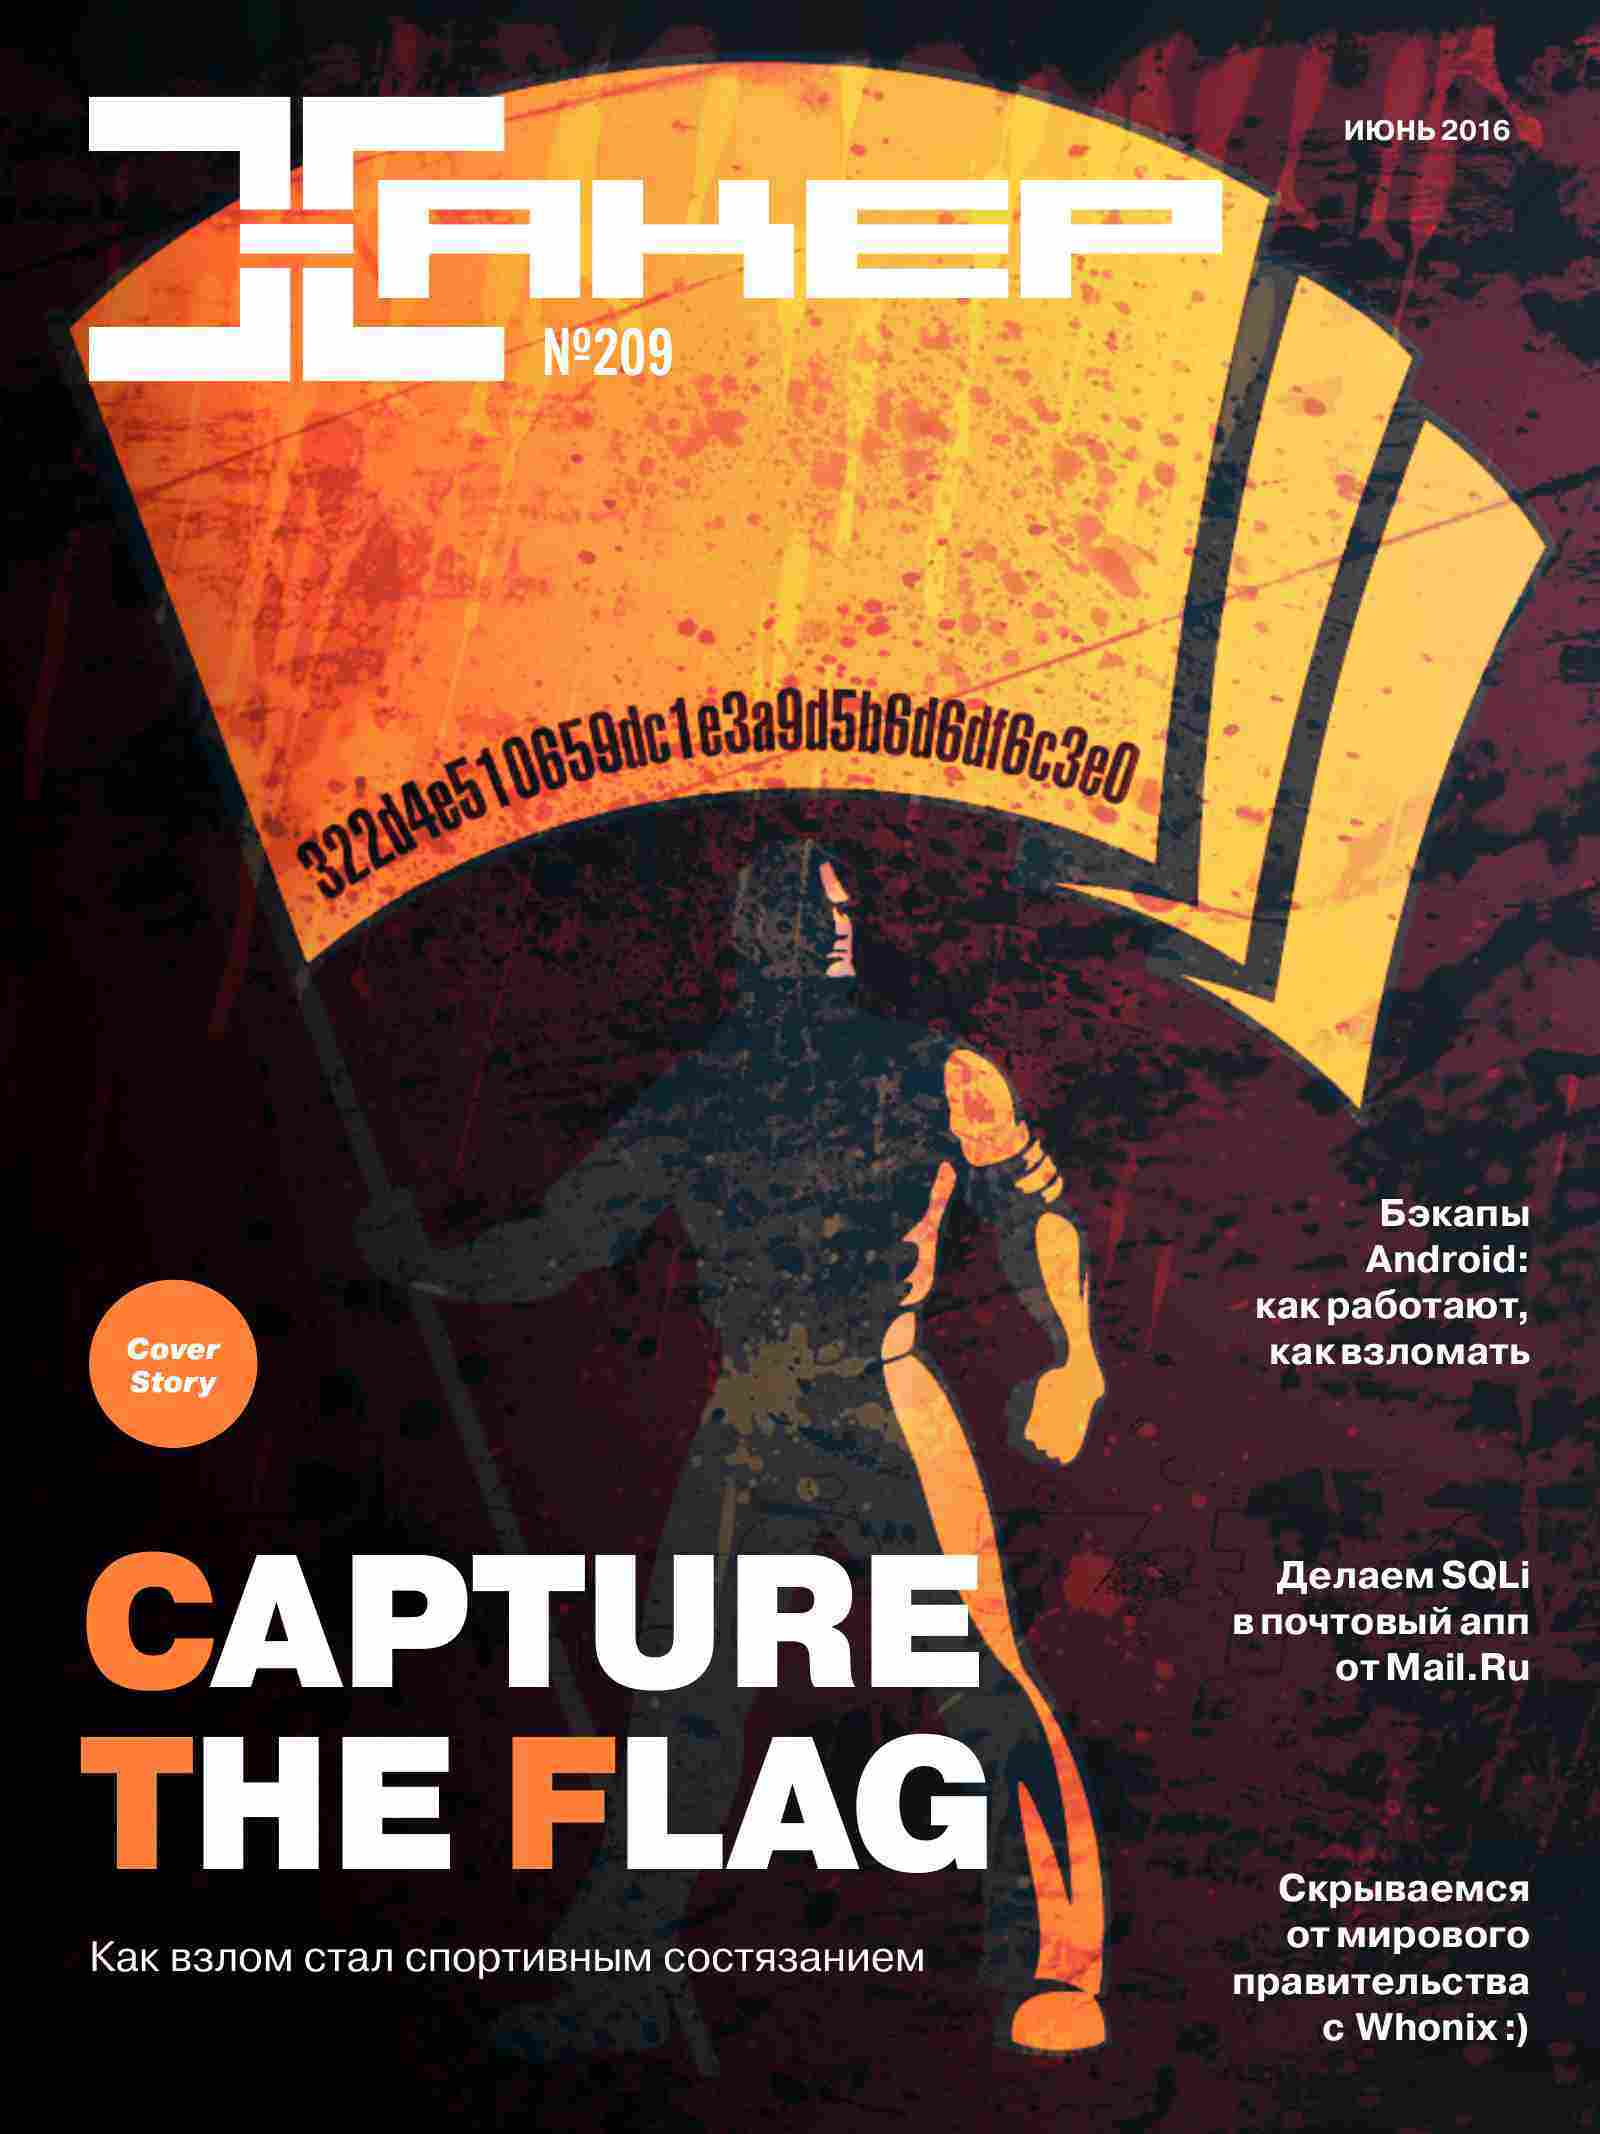 ХАКЕР
ИЮНЬ 2016
№209
322d4e510659dc1e3a9d5b6d6df6c3e0
Cover
Story
CAPTURE
THE FLAG
Как взлом стал спортивным состязанием
Бэкапы
Android:
как работают,
как взломать
Делаем SQLi
в почтовый апп
от Mail.Ru
Скрываемся
от мирового
правительства
с Whonix :)